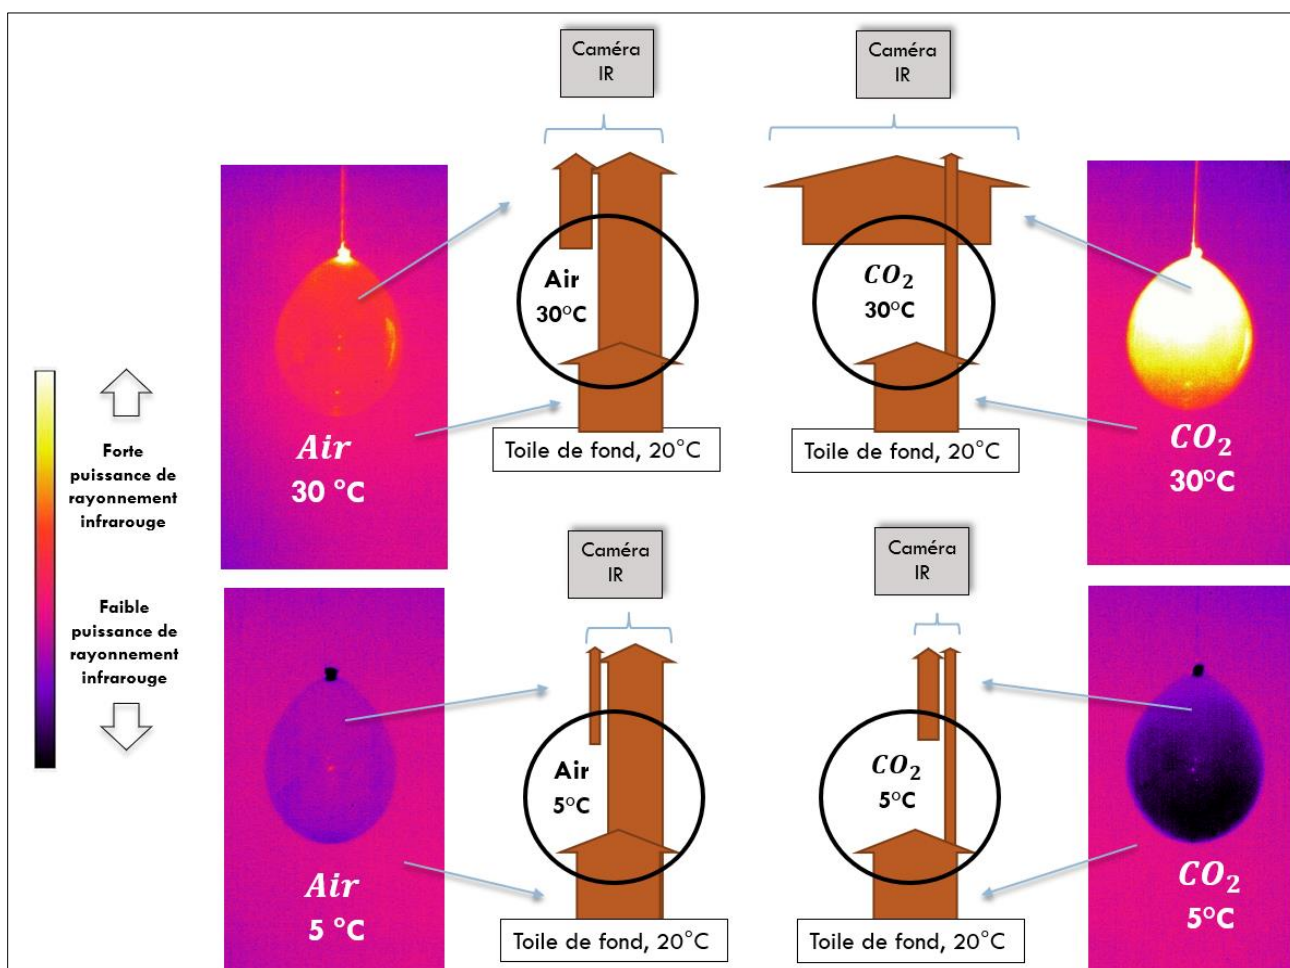 Caméra
IR
Caméra
IR
Air
30°C
CO₂
30°C
Air
30 °C
Toile de fond, 20°C
Toile de fond, 20°C
CO₂
30°C
Forte
puissance de
rayonnement
infrarouge
Faible
puissance de
rayonnement
infrarouge
Caméra
IR
Caméra
IR
Air
5°C
CO₂
5°C
Air
5 °C
Toile de fond, 20°C
Toile de fond, 20°C
CO₂
5°C